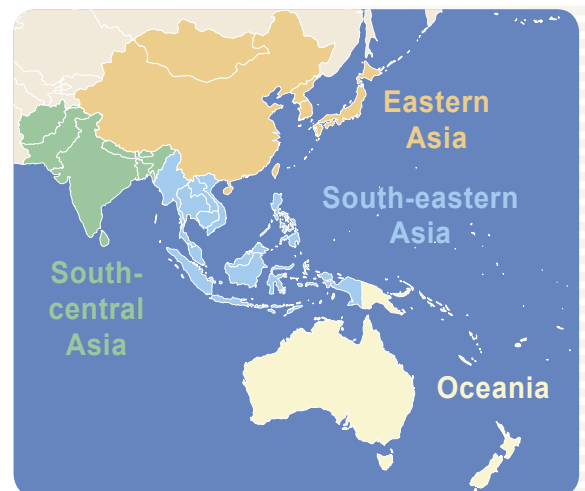 Eastern
Asia
South-eastern
Asia
South-
central
Asia
Oceania